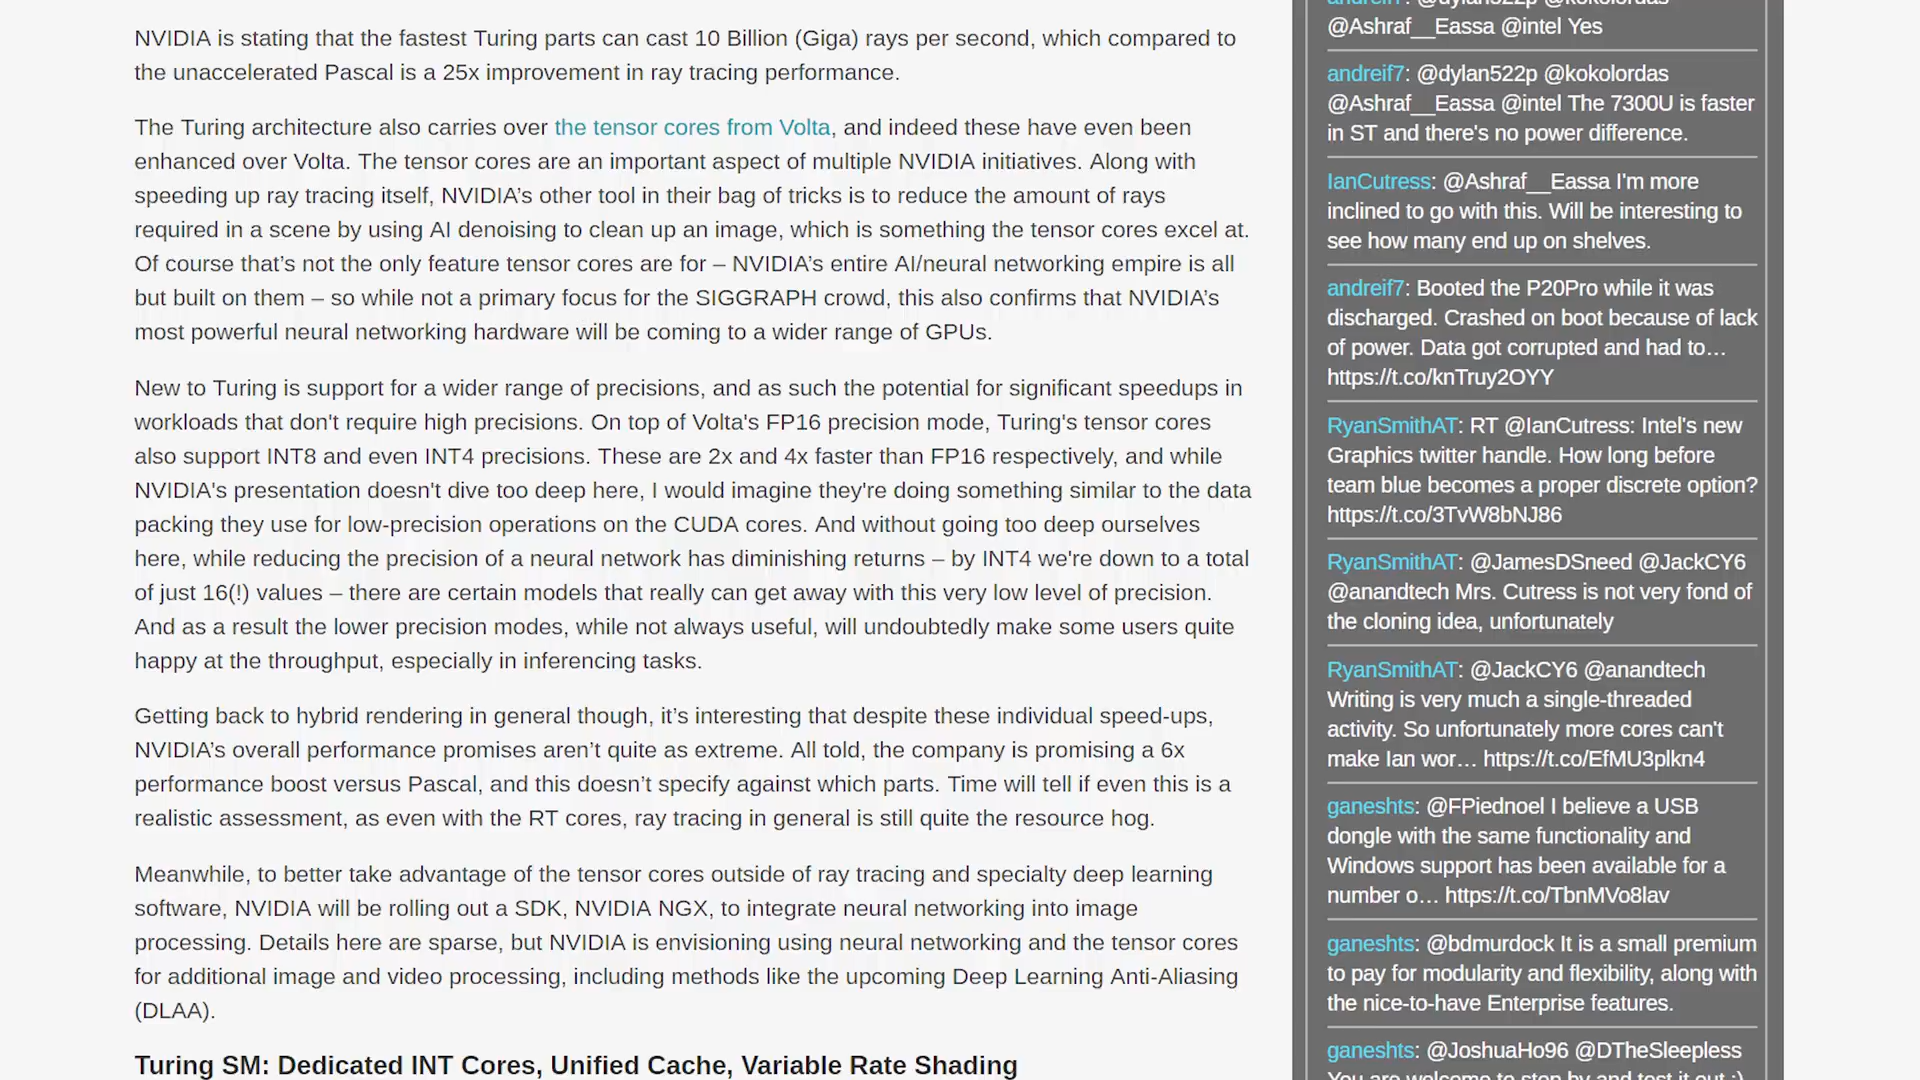 NVIDIA is stating that the fastest Turing parts can cast 10 Billion (Giga) rays per second, which compared to
the unaccelerated Pascal is a 25x improvement in ray tracing performance.
The Turing architecture also carries over the tensor cores from Volta, and indeed these have even been
enhanced over Volta. The tensor cores are an important aspect of multiple NVIDIA initiatives. Along with
speeding up ray tracing itself, NVIDIA’s other tool in their bag of tricks is to reduce the amount of rays
required in a scene by using AI denoising to clean up an image, which is something the tensor cores excel at.
Of course that’s not the only feature tensor cores are for – NVIDIA’s entire AI/neural networking empire is all
but built on them – so while not a primary focus for the SIGGRAPH crowd, this also confirms that NVIDIA’s
most powerful neural networking hardware will be coming to a wider range of GPUs.
New to Turing is support for a wider range of precisions, and as such the potential for significant speedups in
workloads that don't require high precisions. On top of Volta's FP16 precision mode, Turing's tensor cores
also support INT8 and even INT4 precisions. These are 2x and 4x faster than FP16 respectively, and while
NVIDIA's presentation doesn't dive too deep here, I would imagine they're doing something similar to the data
packing they use for low-precision operations on the CUDA cores. And without going too deep ourselves
here, while reducing the precision of a neural network has diminishing returns – by INT4 we're down to a total
of just 16(!) values – there are certain models that really can get away with this very low level of precision.
And as a result the lower precision modes, while not always useful, will undoubtedly make some users quite
happy at the throughput, especially in inferencing tasks.
Getting back to hybrid rendering in general though, it’s interesting that despite these individual speed-ups,
NVIDIA’s overall performance promises aren’t quite as extreme. All told, the company is promising a 6x
performance boost versus Pascal, and this doesn’t specify against which parts. Time will tell if even this is a
realistic assessment, as even with the RT cores, ray tracing in general is still quite the resource hog.
Meanwhile, to better take advantage of the tensor cores outside of ray tracing and specialty deep learning
software, NVIDIA will be rolling out a SDK, NVIDIA NGX, to integrate neural networking into image
processing. Details here are sparse, but NVIDIA is envisioning using neural networking and the tensor cores
for additional image and video processing, including methods like the upcoming Deep Learning Anti-Aliasing
(DLAA).
Turing SM: Dedicated INT Cores, Unified Cache, Variable Rate Shading
andreif7: @dylan522p @kokolordas
@Ashraf__Eassa @intel Yes
andreif7: @dylan522p @kokolordas
@Ashraf__Eassa @intel The 7300U is faster
in ST and there's no power difference.
IanCutress: @Ashraf__Eassa I'm more
inclined to go with this. Will be interesting to
see how many end up on shelves.
andreif7: Booted the P20Pro while it was
discharged. Crashed on boot because of lack
of power. Data got corrupted and had to…
https://t.co/knTruy2OYY
RyanSmithAT: RT @IanCutress: Intel's new
Graphics twitter handle. How long before
team blue becomes a proper discrete option?
https://t.co/3TvW8bNJ86
RyanSmithAT: @JamesDSneed @JackCY6
@anandtech Mrs. Cutress is not very fond of
the cloning idea, unfortunately
RyanSmithAT: @JackCY6 @anandtech
Writing is very much a single-threaded
activity. So unfortunately more cores can't
make Ian wor… https://t.co/EfMU3plkn4
ganeshts: @FPiednoel I believe a USB
dongle with the same functionality and
Windows support has been available for a
number o… https://t.co/TbnMVo8lav
ganeshts: @bdmurdock It is a small premium
to pay for modularity and flexibility, along with
the nice-to-have Enterprise features.
ganeshts: @JoshuaHo96 @DTheSleepless
You are welcome to stop by and test it out :)